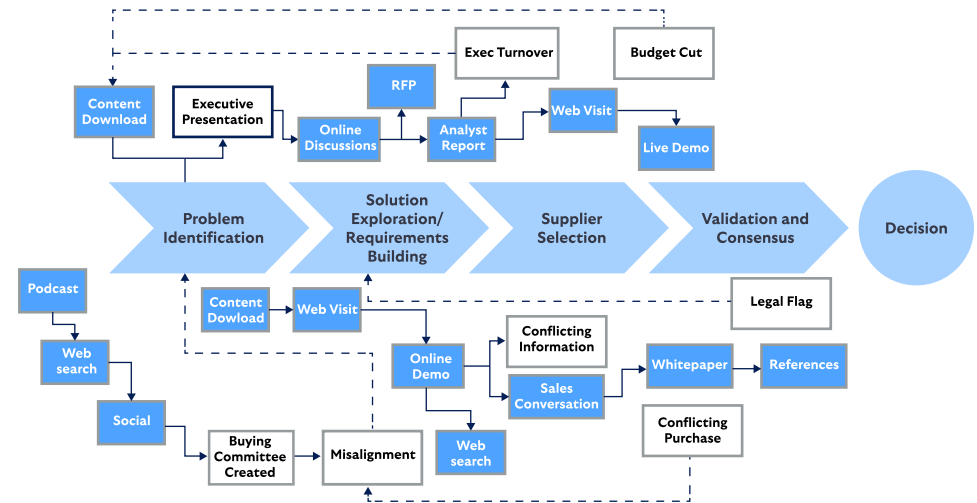 Exec Turnover
Budget Cut
RFP
Content
Download
Executive
Presentation
Online
Discussions
Analyst
Report
Web Visit
Live Demo
Problem
Identification
Solution
Exploration/
Requirements
Building
Supplier
Selection
Validation and
Consensus
Decision
Podcast
Content
Dowload
Web Visit
Legal Flag
Web
search
Online
Demo
Conflicting
Information
Whitepaper
References
Sales
Conversation
Social
Buying
Committee
Created
Misalignment
Web
search
Conflicting
Purchase